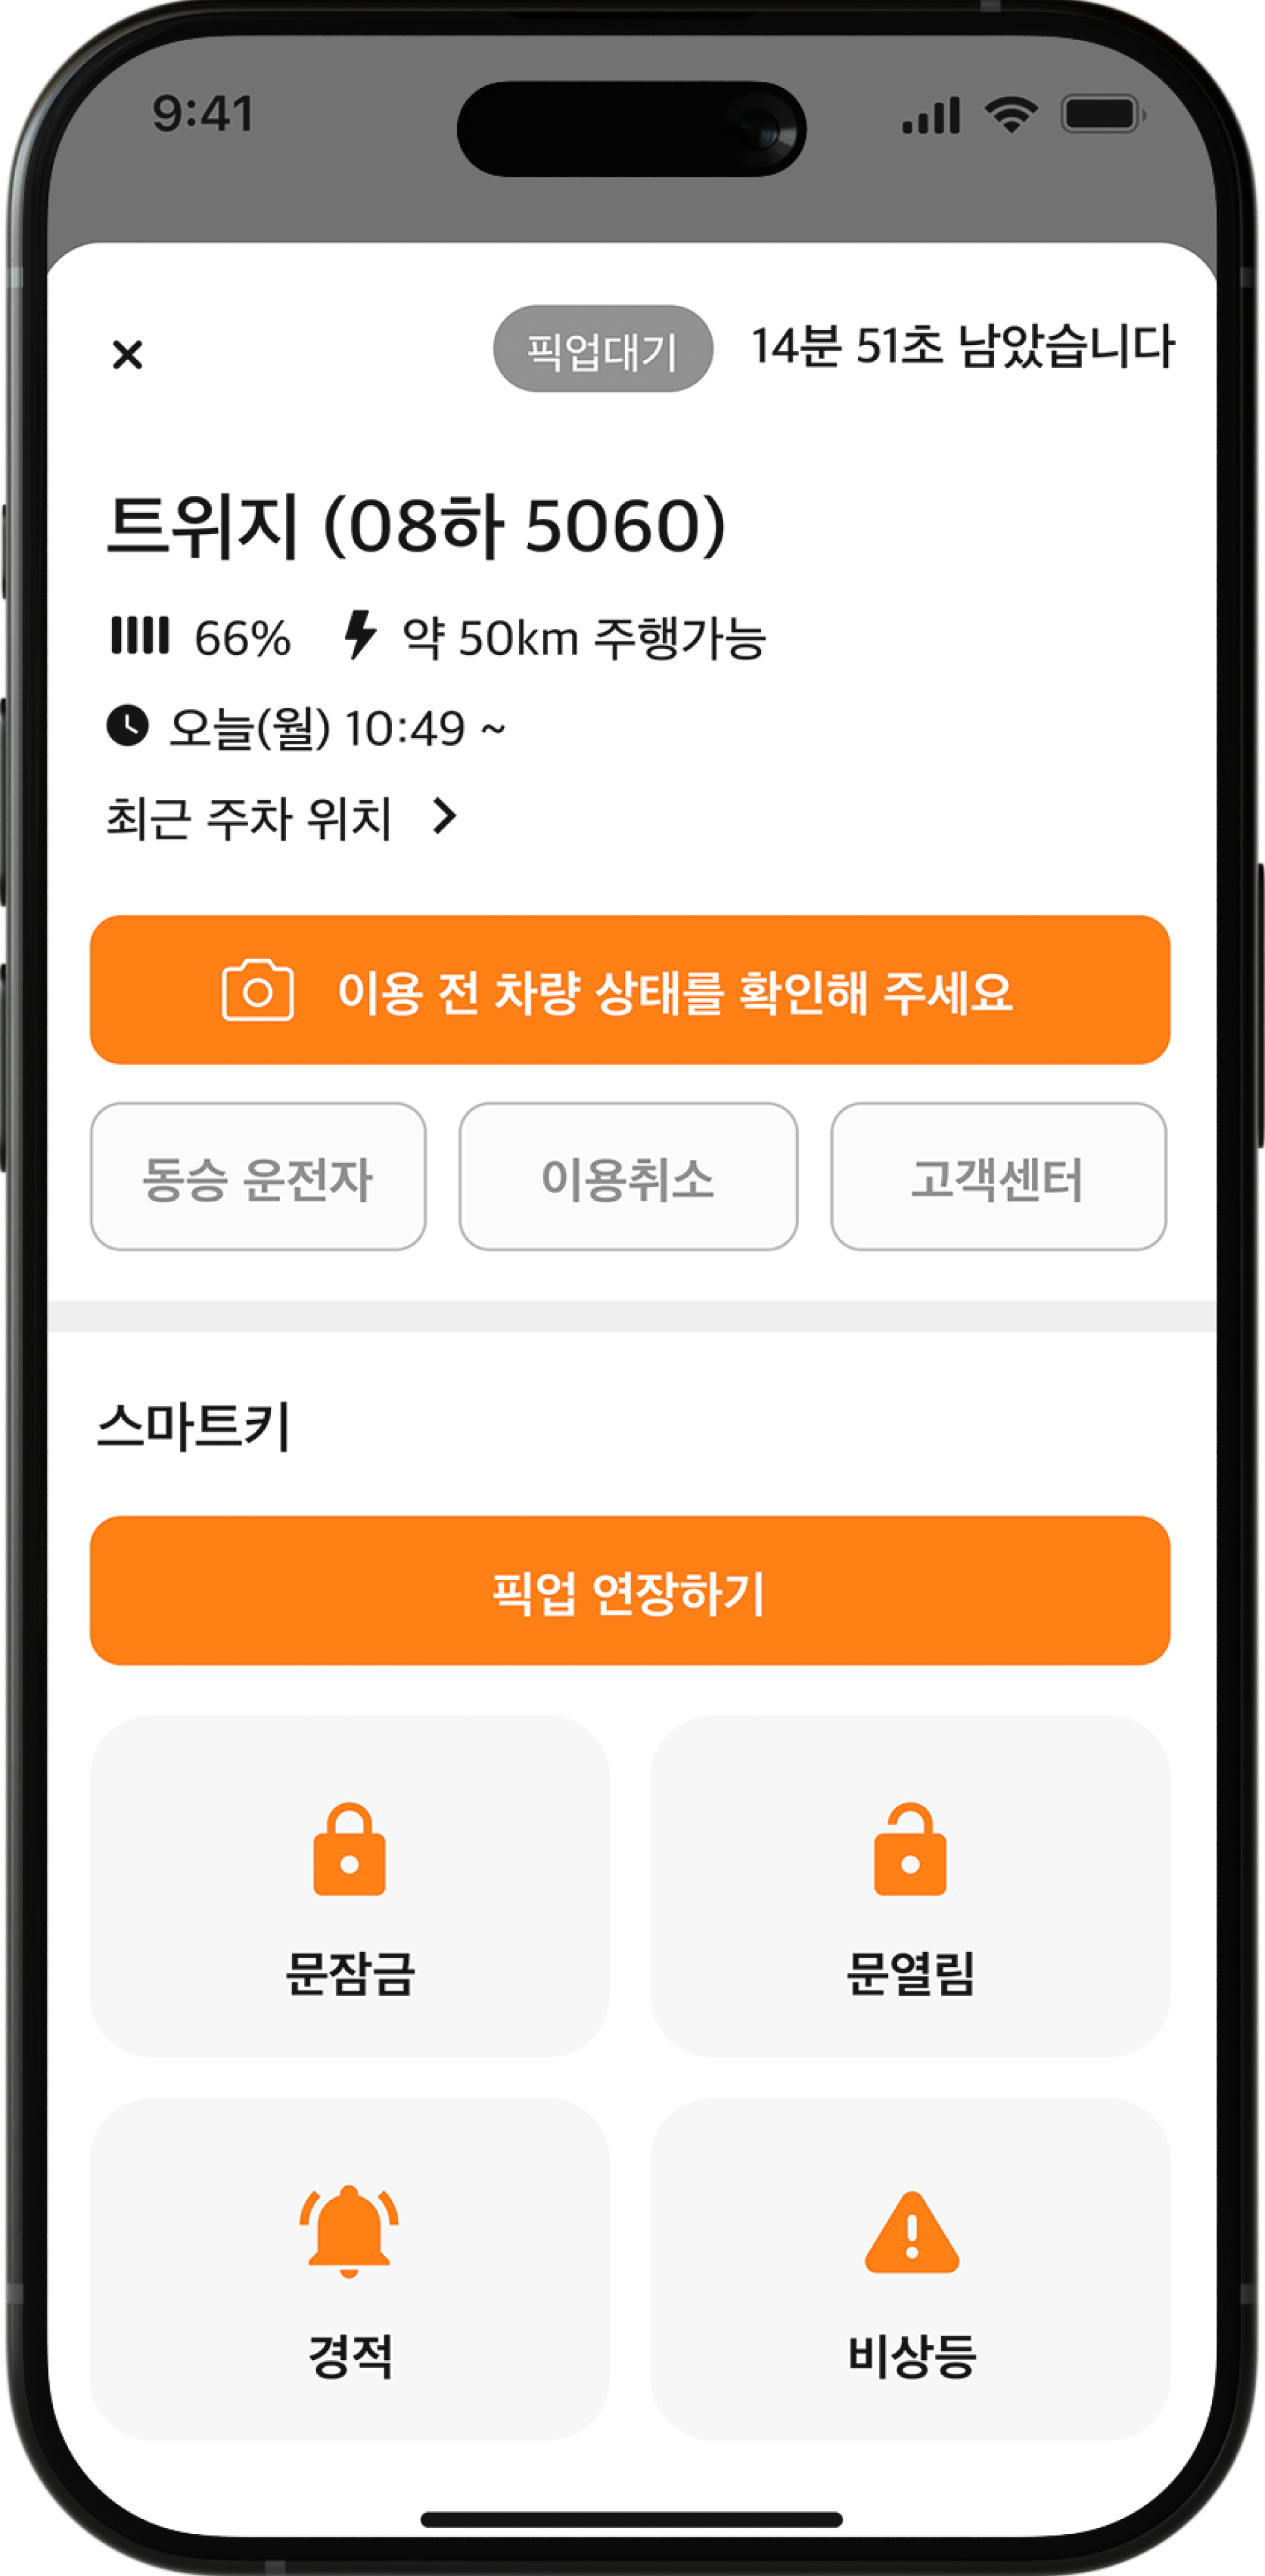 9:41
픽업대기 14분 51초 남았습니다
트위지 (08하 5060)
66% 약 50km 주행가능
오늘(월) 10:49 ~
최근 주차 위치
이용 전 차량 상태를 확인해 주세요
동승 운전자 이용취소 고객센터
스마트키
픽업 연장하기
문잠금 문열림
경적 비상등